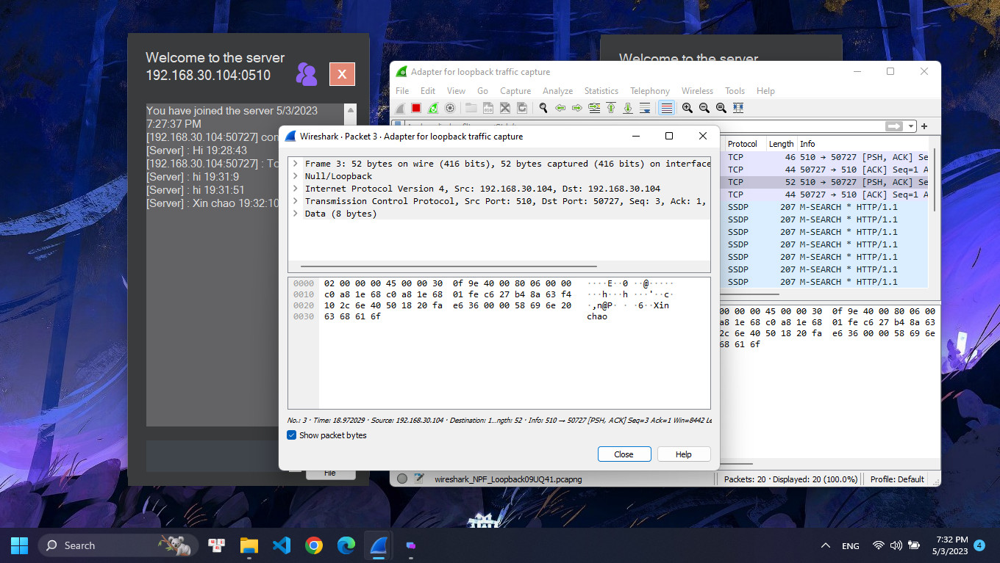 Welcome to the server
192.168.30.104:0510
X
You have joined the server 5/3/2023
7:27:37 PM
[192.168.30.104:50727]
[Server] : Hi 19:28:43
[192.168.30.104:50727] :
[Server] : hi 19:31:9
[Server] : hi 19:31:51
[Server] : Xin chao 19:32:10
File
Welcome to the server
Adapter for loopback traffic capture
File Edit View Go Capture Analyze Statistics Telephony Wireless Tools Help
Protocol Length Info
TCP 46 510 → 50727 [PSH, ACK] Se
TCP 44 50727 → 510 [ACK] Seq=1 A
TCP 52 510 → 50727 [PSH, ACK] Se
TCP 44 50727 → 510 [ACK] Seq=1 A
SSDP 207 M-SEARCH * HTTP/1.1
SSDP 207 M-SEARCH * HTTP/1.1
SSDP 207 M-SEARCH * HTTP/1.1
SSDP 207 M-SEARCH * HTTP/1.1
SSDP 207 M-SEARCH * HTTP/1.1
SSDP 207 M-SEARCH * HTTP/1.1
SSDP 207 M-SEARCH * HTTP/1.1
00 00 00 45 00 00 30 0f 9e 40 00 80 06 00
a8 1e 68 c0 a8 1e 68 01 fe c6 27 b4 8a 63
2c 6e 40 50 18 20 fa e6 36 00 00 58 69 6e
68 61 6f
wireshark_NPF_Loopback09UQ41.pcapng
Packets: 20 · Displayed: 20 (100.0%)
Profile: Default
Wireshark · Packet 3 · Adapter for loopback traffic capture
Frame 3: 52 bytes on wire (416 bits), 52 bytes captured (416 bits) on interface
Null/Loopback
Internet Protocol Version 4, Src: 192.168.30.104, Dst: 192.168.30.104
Transmission Control Protocol, Src Port: 510, Dst Port: 50727, Seq: 3, Ack: 1,
Data (8 bytes)
0000 02 00 00 00 45 00 00 30 0f 9e 40 00 80 06 00 00 ····E··0 ··@·····
0010 c0 a8 1e 68 c0 a8 1e 68 01 fe c6 27 b4 8a 63 f4 ···h···h ···'··c·
0020 10 2c 6e 40 50 18 20 fa e6 36 00 00 58 69 6e 20 ·,n@P· · ·6··Xin
0030 63 68 61 6f chao
No.: 3 · Time: 18.972029 · Source: 192.168.30.104 · Destination: 1...ngth: 52 · Info: 510 → 50727 [PSH, ACK] Seq=3 Ack=1 Win=8442 Le
Show packet bytes
Close Help
Search
ENG
7:32 PM
5/3/2023
4